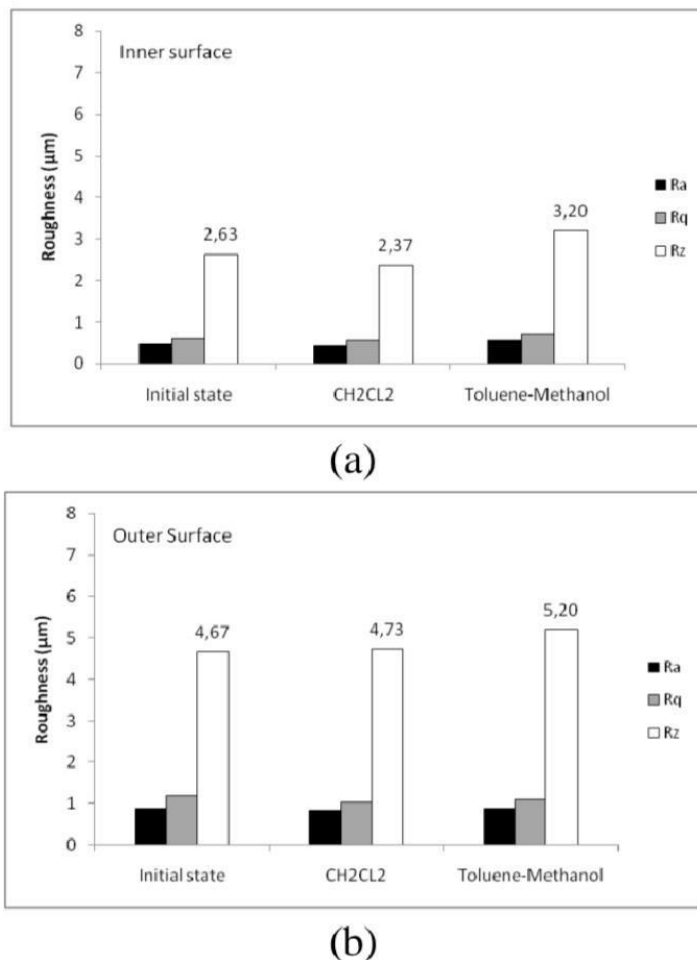 Inner surface
Roughness (µm)
8
7
6
5
4
3
2
1
0
2,63
2,37
3,20
Initial state
CH2CL2
Toluene-Methanol
Ra
Rq
Rz
(a)
Outer Surface
Roughness (µm)
8
7
6
5
4
3
2
1
0
4,67
4,73
5,20
Initial state
CH2CL2
Toluene-Methanol
Ra
Rq
Rz
(b)